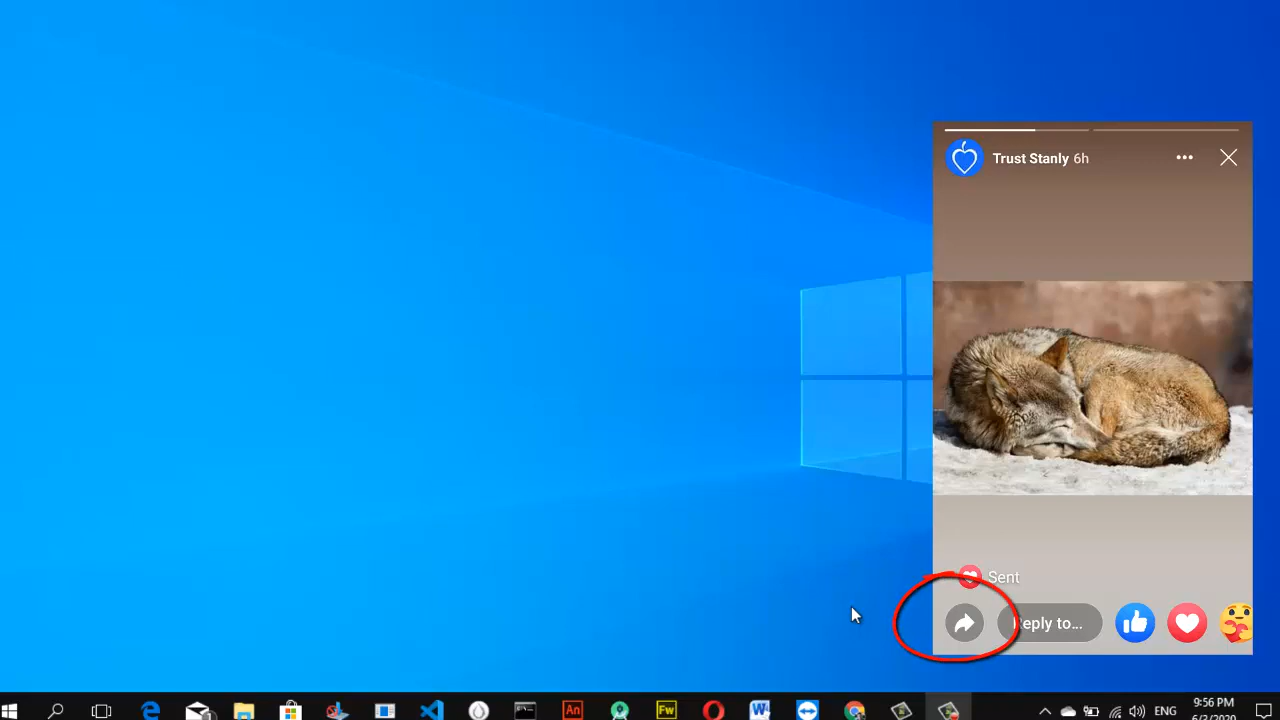 Trust Stanly 6h
Sent
Reply to...
An
Fw
W
ENG
9:56 PM